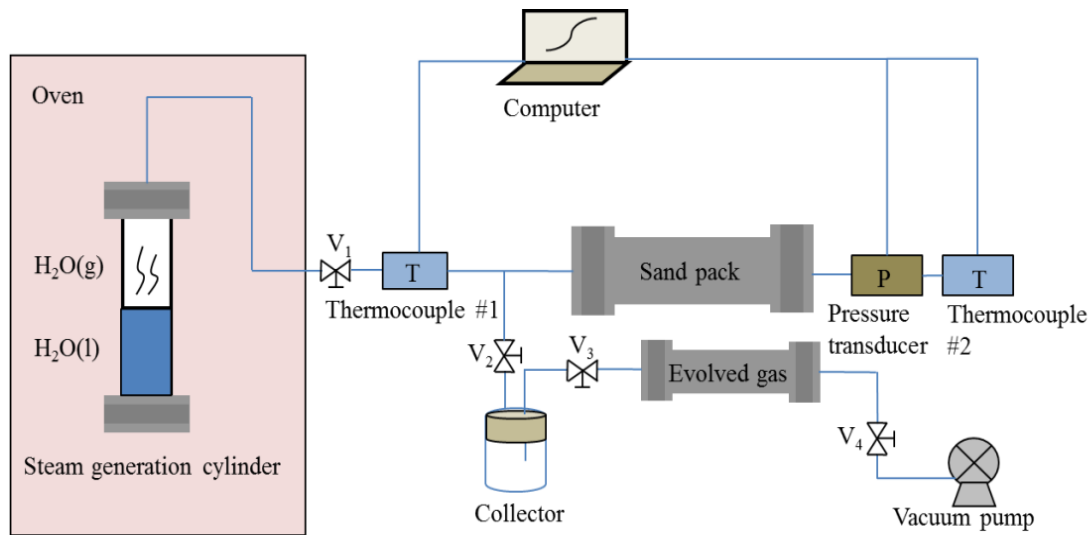 Oven
Computer
H₂O(g)
H₂O(l)
Steam generation cylinder
V₁
T
Thermocouple #1
Sand pack
P
T
Pressure
transducer
Thermocouple
#2
V₂
V₃
Evolved gas
V₄
Collector
Vacuum pump